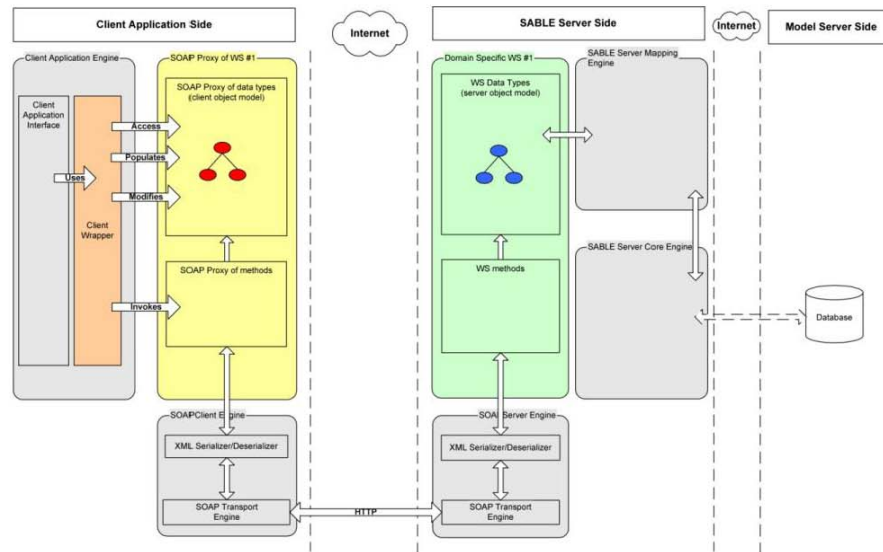 Client Application Side
Internet
SABLE Server Side
Internet
Model Server Side
Client Application Engine
Client
Application
Interface
Uses
Client
Wrapper
Access
Populates
Modifies
Invokes
SOAP Proxy of WS #1
SOAP Proxy of data types
(client object model)
SOAP Proxy of methods
SOAPClient Engine
XML Serializer/Deserializer
SOAP Transport
Engine
HTTP
Domain Specific WS #1
WS Data Types
(server object model)
WS methods
SOAPServer Engine
XML Serializer/Deserializer
SOAP Transport
Engine
SABLE Server Mapping
Engine
SABLE Server Core Engine
Database